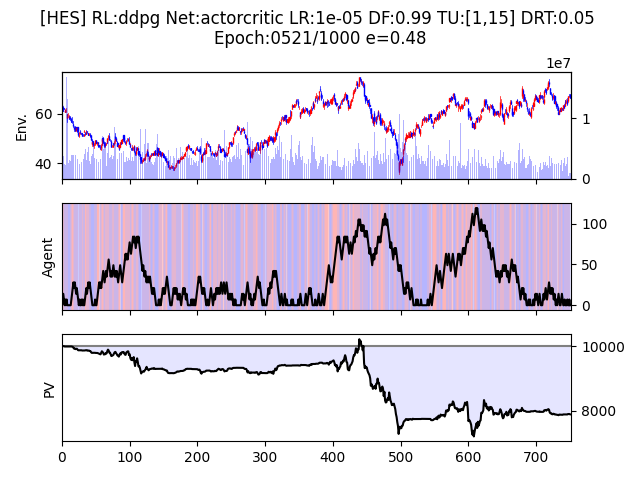 [HES] RL:ddpg Net:actorcritic LR:1e-05 DF:0.99 TU:[1,15] DRT:0.05
Epoch:0521/1000 e=0.48
1e7
Env.
60
40
1
0
Agent
100
50
0
PV
10000
8000
0 100 200 300 400 500 600 700